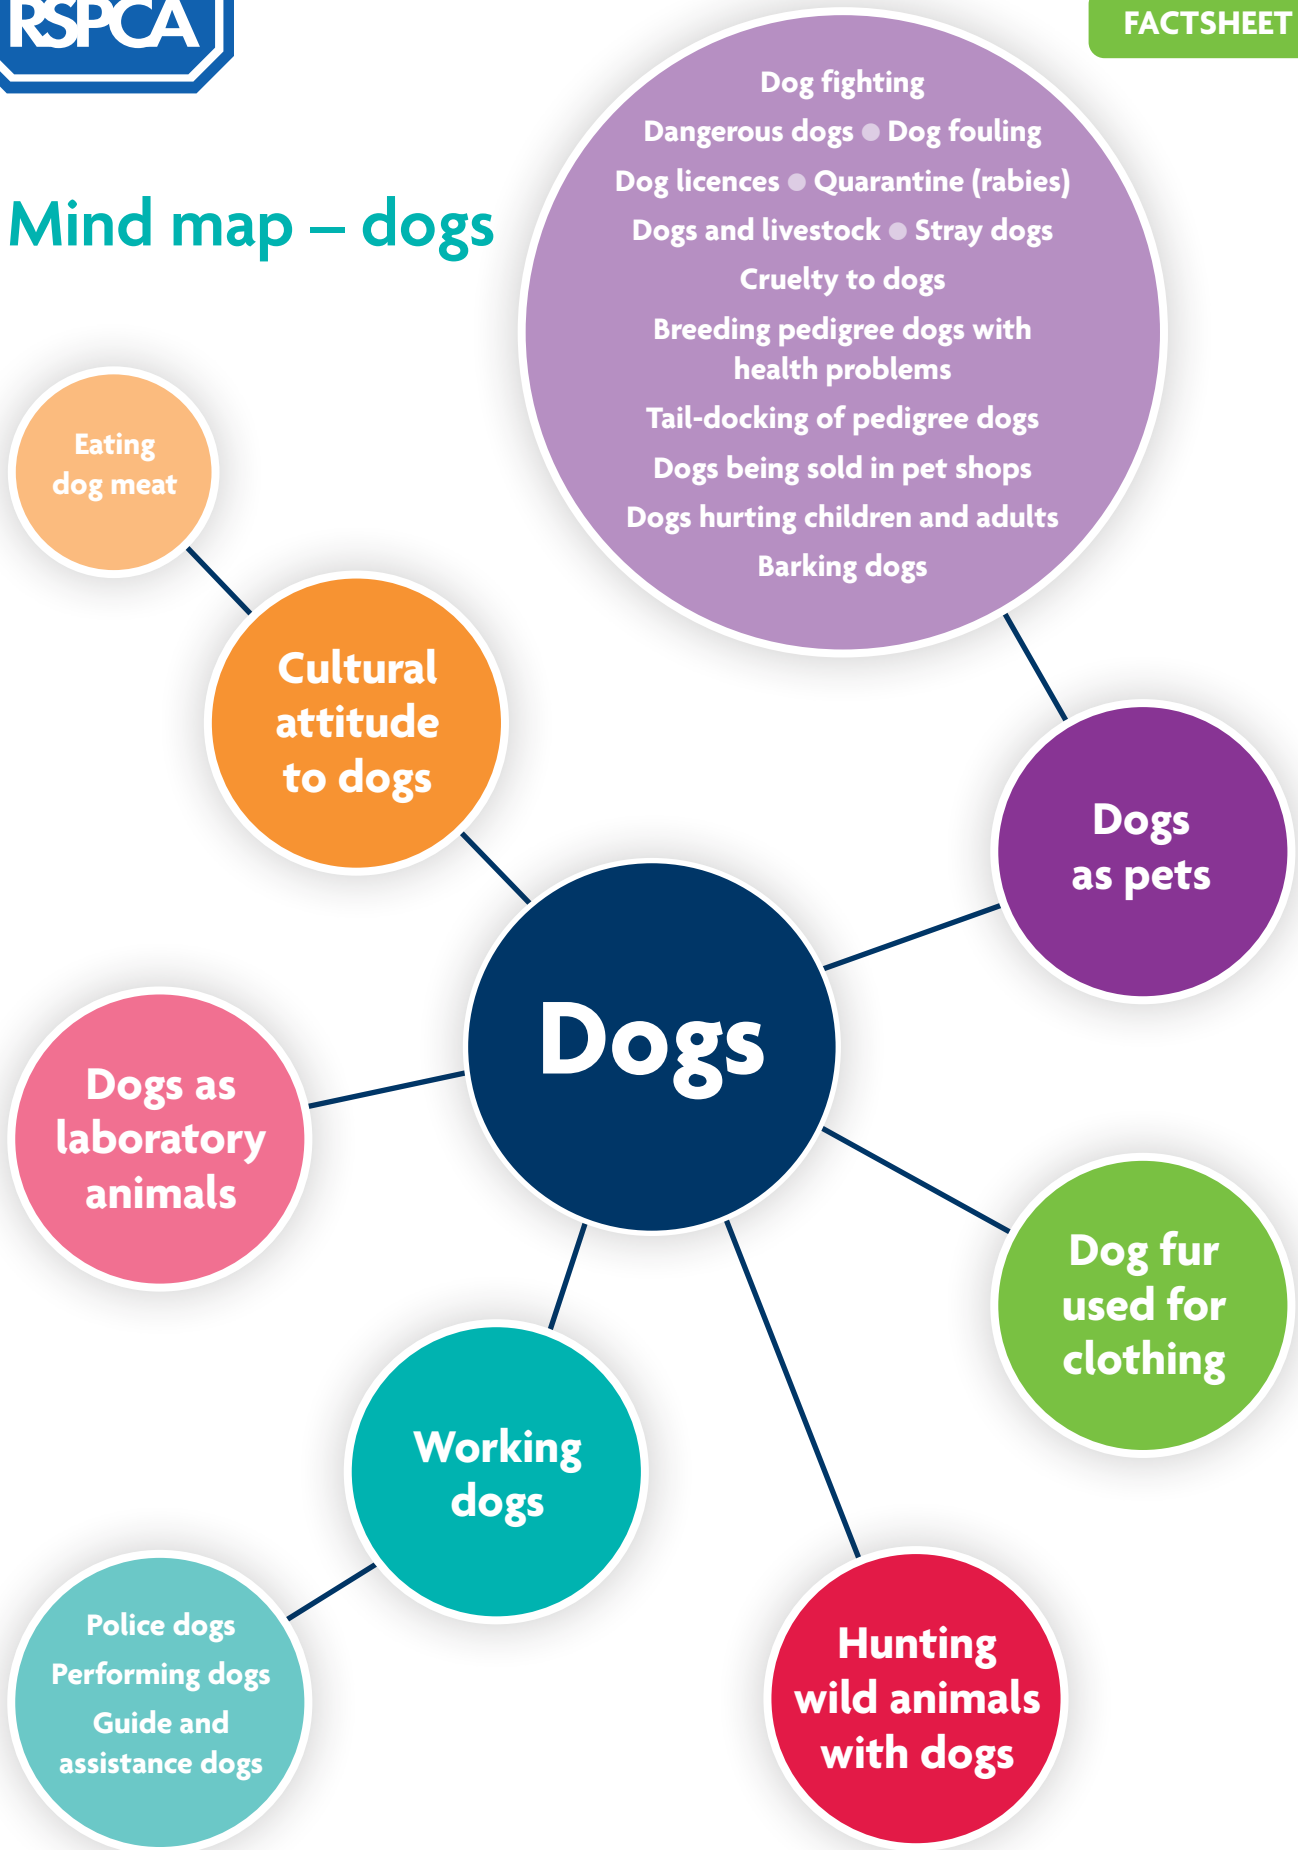 RSPCA
FACTSHEET
Mind map – dogs
Dog fighting
Dangerous dogs ● Dog fouling
Dog licences ● Quarantine (rabies)
Dogs and livestock ● Stray dogs
Cruelty to dogs
Breeding pedigree dogs with
health problems
Tail-docking of pedigree dogs
Dogs being sold in pet shops
Dogs hurting children and adults
Barking dogs
Eating
dog meat
Cultural
attitude
to dogs
Dogs
as pets
Dogs
Dogs as
laboratory
animals
Dog fur
used for
clothing
Working
dogs
Police dogs
Performing dogs
Guide and
assistance dogs
Hunting
wild animals
with dogs